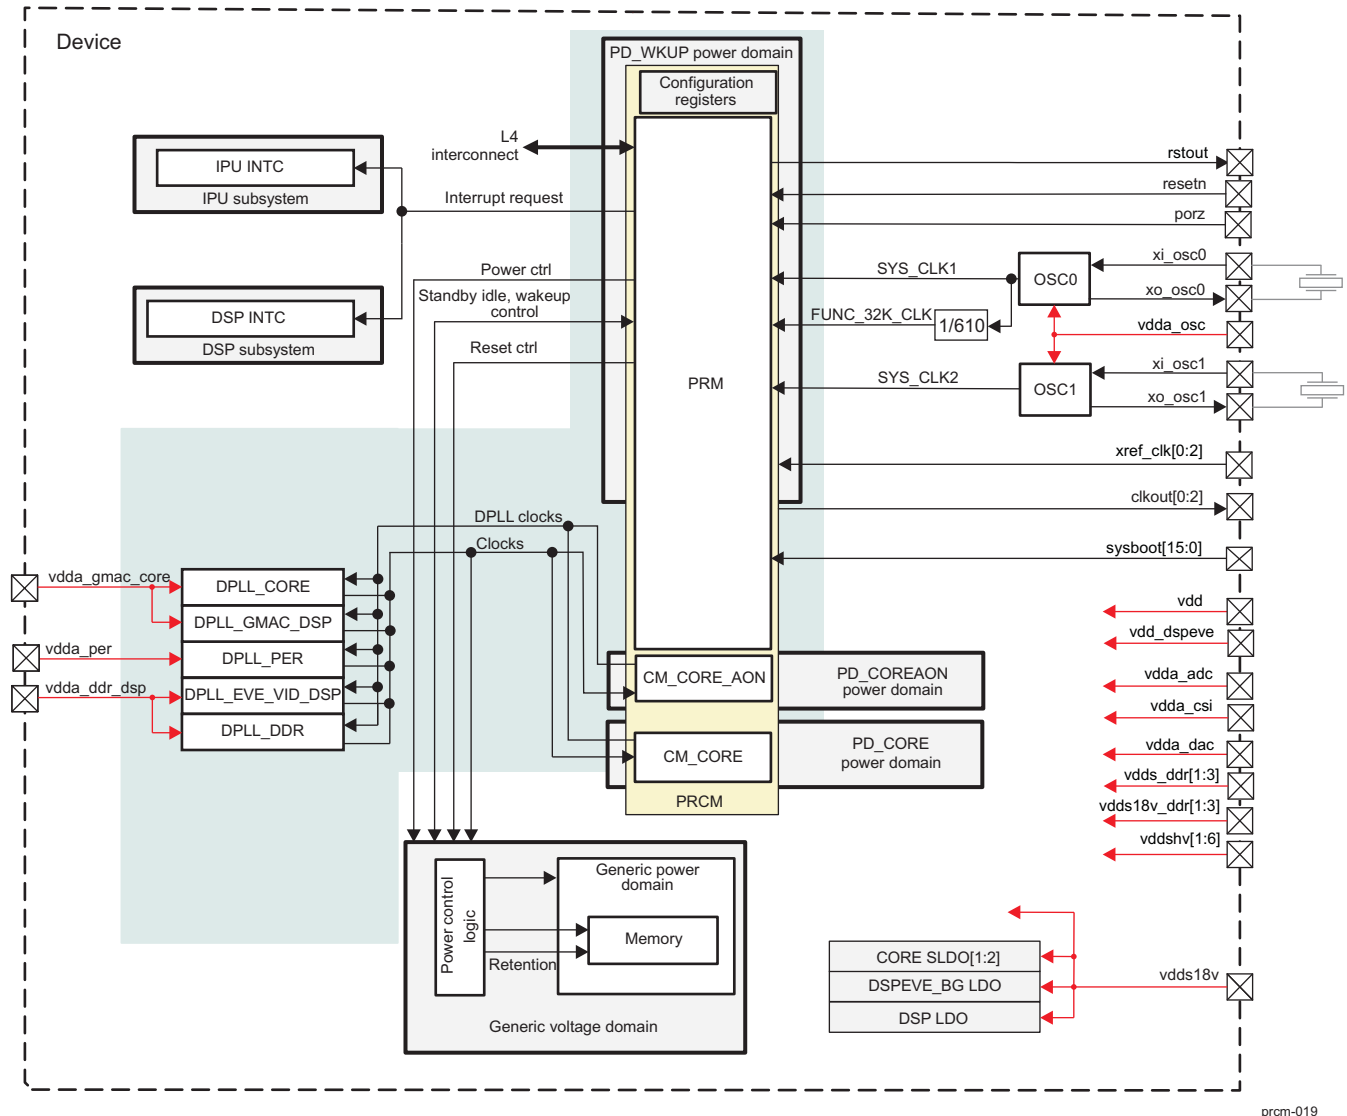 Device
PD_WKUP power domain
Configuration
registers
L4
interconnect
IPU INTC
IPU subsystem
Interrupt request
DSP INTC
DSP subsystem
Power ctrl
Standby idle, wakeup
control
Reset ctrl
PRM
SYS_CLK1
FUNC_32K_CLK
1/610
SYS_CLK2
OSC0
OSC1
rstout
resetn
porz
xi_osc0
xo_osc0
vdda_osc
xi_osc1
xo_osc1
xref_clk[0:2]
clkout[0:2]
sysboot[15:0]
DPLL clocks
Clocks
vdda_gmac_core
vdda_per
vdda_ddr_dsp
DPLL_CORE
DPLL_GMAC_DSP
DPLL_PER
DPLL_EVE_VID_DSP
DPLL_DDR
CM_CORE_AON
PD_COREAON
power domain
CM_CORE
PD_CORE
power domain
PRCM
vdd
vdd_dspeve
vdda_adc
vdda_csi
vdda_dac
vdds_ddr[1:3]
vdds18v_ddr[1:3]
vddshv[1:6]
Power control
logic
Generic power
domain
Memory
Retention
Generic voltage domain
CORE SLDO[1:2]
DSPEVE_BG LDO
DSP LDO
vdds18v
prcm-019